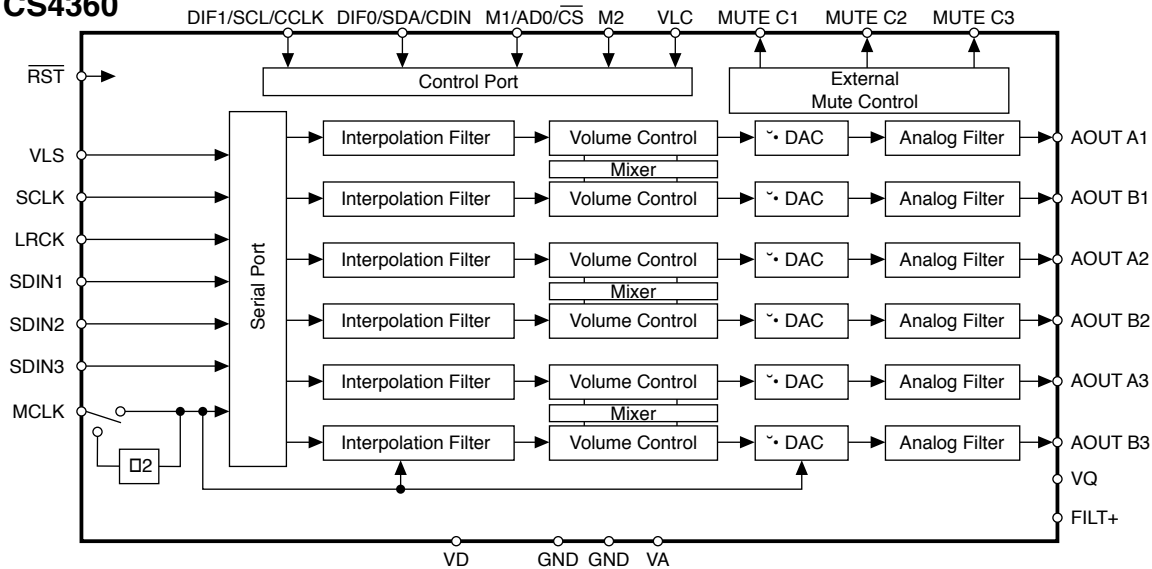 CS4360
DIF1/SCL/CCLK DIF0/SDA/CDIN M1/AD0/CS M2 VLC MUTE C1 MUTE C2 MUTE C3
RST
Control Port
External
Mute Control
VLS
SCLK
LRCK
SDIN1
SDIN2
SDIN3
MCLK
Serial Port
Interpolation Filter Volume Control ˘• DAC Analog Filter AOUT A1
Mixer
Interpolation Filter Volume Control ˘• DAC Analog Filter AOUT B1
Interpolation Filter Volume Control ˘• DAC Analog Filter AOUT A2
Mixer
Interpolation Filter Volume Control ˘• DAC Analog Filter AOUT B2
Interpolation Filter Volume Control ˘• DAC Analog Filter AOUT A3
Mixer
Interpolation Filter Volume Control ˘• DAC Analog Filter AOUT B3
□2
VQ
FILT+
VD GND GND VA